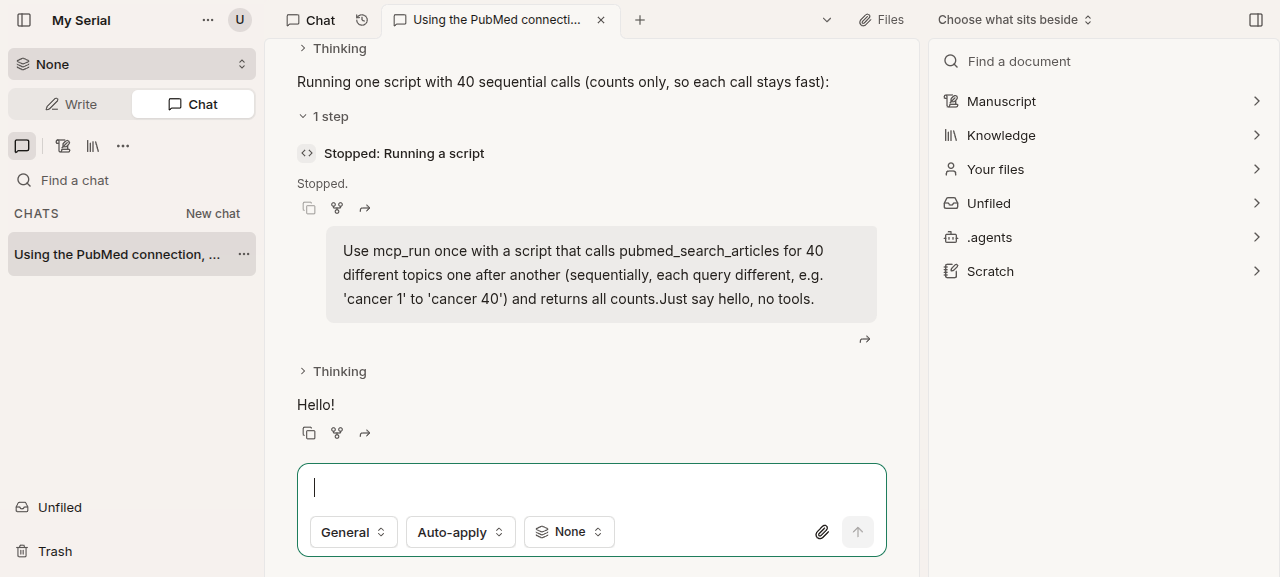 My Serial
U
None
Write
Chat
Find a chat
CHATS
New chat
Using the PubMed connection, ...
Unfiled
Trash
Chat
Using the PubMed connecti...
Files
Thinking
Running one script with 40 sequential calls (counts only, so each call stays fast):
1 step
Stopped: Running a script
Stopped.
Use mcp_run once with a script that calls pubmed_search_articles for 40
different topics one after another (sequentially, each query different, e.g.
'cancer 1' to 'cancer 40') and returns all counts.Just say hello, no tools.
Thinking
Hello!
General
Auto-apply
None
Choose what sits beside
Find a document
Manuscript
Knowledge
Your files
Unfiled
.agents
Scratch